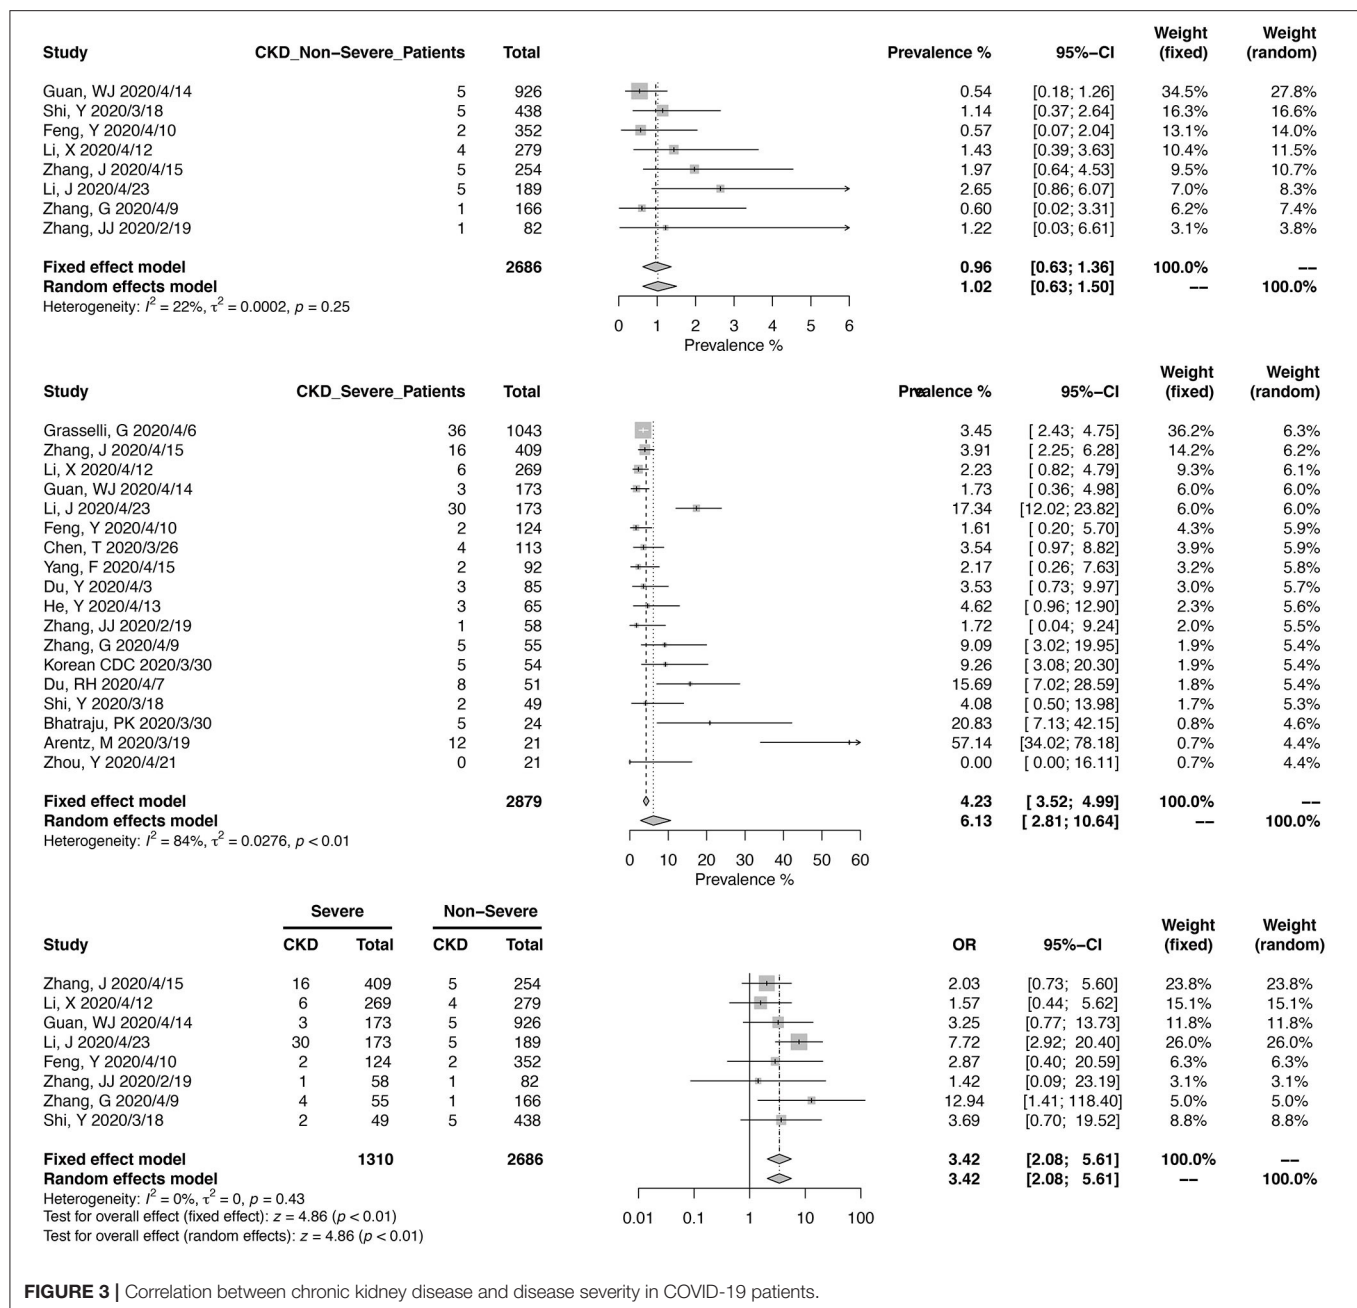 Weight Weight
Study CKD_Non−Severe_Patients Total Prevalence % 95%−CI (fixed) (random)
Guan, WJ 2020/4/14 5 926 0.54 [0.18; 1.26] 34.5% 27.8%
Shi, Y 2020/3/18 5 438 1.14 [0.37; 2.64] 16.3% 16.6%
Feng, Y 2020/4/10 2 352 0.57 [0.07; 2.04] 13.1% 14.0%
Li, X 2020/4/12 4 279 1.43 [0.39; 3.63] 10.4% 11.5%
Zhang, J 2020/4/15 5 254 1.97 [0.64; 4.53] 9.5% 10.7%
Li, J 2020/4/23 5 189 2.65 [0.86; 6.07] 7.0% 8.3%
Zhang, G 2020/4/9 1 166 0.60 [0.02; 3.31] 6.2% 7.4%
Zhang, JJ 2020/2/19 1 82 1.22 [0.03; 6.61] 3.1% 3.8%
Fixed effect model 2686 0.96 [0.63; 1.36] 100.0% −−
Random effects model 1.02 [0.63; 1.50] −− 100.0%
Heterogeneity: I² = 22%, τ² = 0.0002, p = 0.25
0 1 2 3 4 5 6
Prevalence %
Weight Weight
Study CKD_Severe_Patients Total Prevalence % 95%−CI (fixed) (random)
Grasselli, G 2020/4/6 36 1043 3.45 [ 2.43; 4.75] 36.2% 6.3%
Zhang, J 2020/4/15 16 409 3.91 [ 2.25; 6.28] 14.2% 6.2%
Li, X 2020/4/12 6 269 2.23 [ 0.82; 4.79] 9.3% 6.1%
Guan, WJ 2020/4/14 3 173 1.73 [ 0.36; 4.98] 6.0% 6.0%
Li, J 2020/4/23 30 173 17.34 [12.02; 23.82] 6.0% 6.0%
Feng, Y 2020/4/10 2 124 1.61 [ 0.20; 5.70] 4.3% 5.9%
Chen, T 2020/3/26 4 113 3.54 [ 0.97; 8.82] 3.9% 5.9%
Yang, F 2020/4/15 2 92 2.17 [ 0.26; 7.63] 3.2% 5.8%
Du, Y 2020/4/3 3 85 3.53 [ 0.73; 9.97] 3.0% 5.7%
He, Y 2020/4/13 3 65 4.62 [ 0.96; 12.90] 2.3% 5.6%
Zhang, JJ 2020/2/19 1 58 1.72 [ 0.04; 9.24] 2.0% 5.5%
Zhang, G 2020/4/9 5 55 9.09 [ 3.02; 19.95] 1.9% 5.4%
Korean CDC 2020/3/30 5 54 9.26 [ 3.08; 20.30] 1.9% 5.4%
Du, RH 2020/4/7 8 51 15.69 [ 7.02; 28.59] 1.8% 5.4%
Shi, Y 2020/3/18 2 49 4.08 [ 0.50; 13.98] 1.7% 5.3%
Bhatraju, PK 2020/3/30 5 24 20.83 [ 7.13; 42.15] 0.8% 4.6%
Arentz, M 2020/3/19 12 21 57.14 [34.02; 78.18] 0.7% 4.4%
Zhou, Y 2020/4/21 0 21 0.00 [ 0.00; 16.11] 0.7% 4.4%
Fixed effect model 2879 4.23 [ 3.52; 4.99] 100.0% −−
Random effects model 6.13 [ 2.81; 10.64] −− 100.0%
Heterogeneity: I² = 84%, τ² = 0.0276, p < 0.01
0 10 20 30 40 50 60
Prevalence %
Severe Non−Severe Weight Weight
Study CKD Total CKD Total OR 95%−CI (fixed) (random)
Zhang, J 2020/4/15 16 409 5 254 2.03 [0.73; 5.60] 23.8% 23.8%
Li, X 2020/4/12 6 269 4 279 1.57 [0.44; 5.62] 15.1% 15.1%
Guan, WJ 2020/4/14 3 173 5 926 3.25 [0.77; 13.73] 11.8% 11.8%
Li, J 2020/4/23 30 173 5 189 7.72 [2.92; 20.40] 26.0% 26.0%
Feng, Y 2020/4/10 2 124 2 352 2.87 [0.40; 20.59] 6.3% 6.3%
Zhang, JJ 2020/2/19 1 58 1 82 1.42 [0.09; 23.19] 3.1% 3.1%
Zhang, G 2020/4/9 4 55 1 166 12.94 [1.41; 118.40] 5.0% 5.0%
Shi, Y 2020/3/18 2 49 5 438 3.69 [0.70; 19.52] 8.8% 8.8%
Fixed effect model 1310 2686 3.42 [2.08; 5.61] 100.0% −−
Random effects model 3.42 [2.08; 5.61] −− 100.0%
Heterogeneity: I² = 0%, τ² = 0, p = 0.43
Test for overall effect (fixed effect): z = 4.86 (p < 0.01)
Test for overall effect (random effects): z = 4.86 (p < 0.01)
0.01 0.1 1 10 100
FIGURE 3 | Correlation between chronic kidney disease and disease severity in COVID-19 patients.